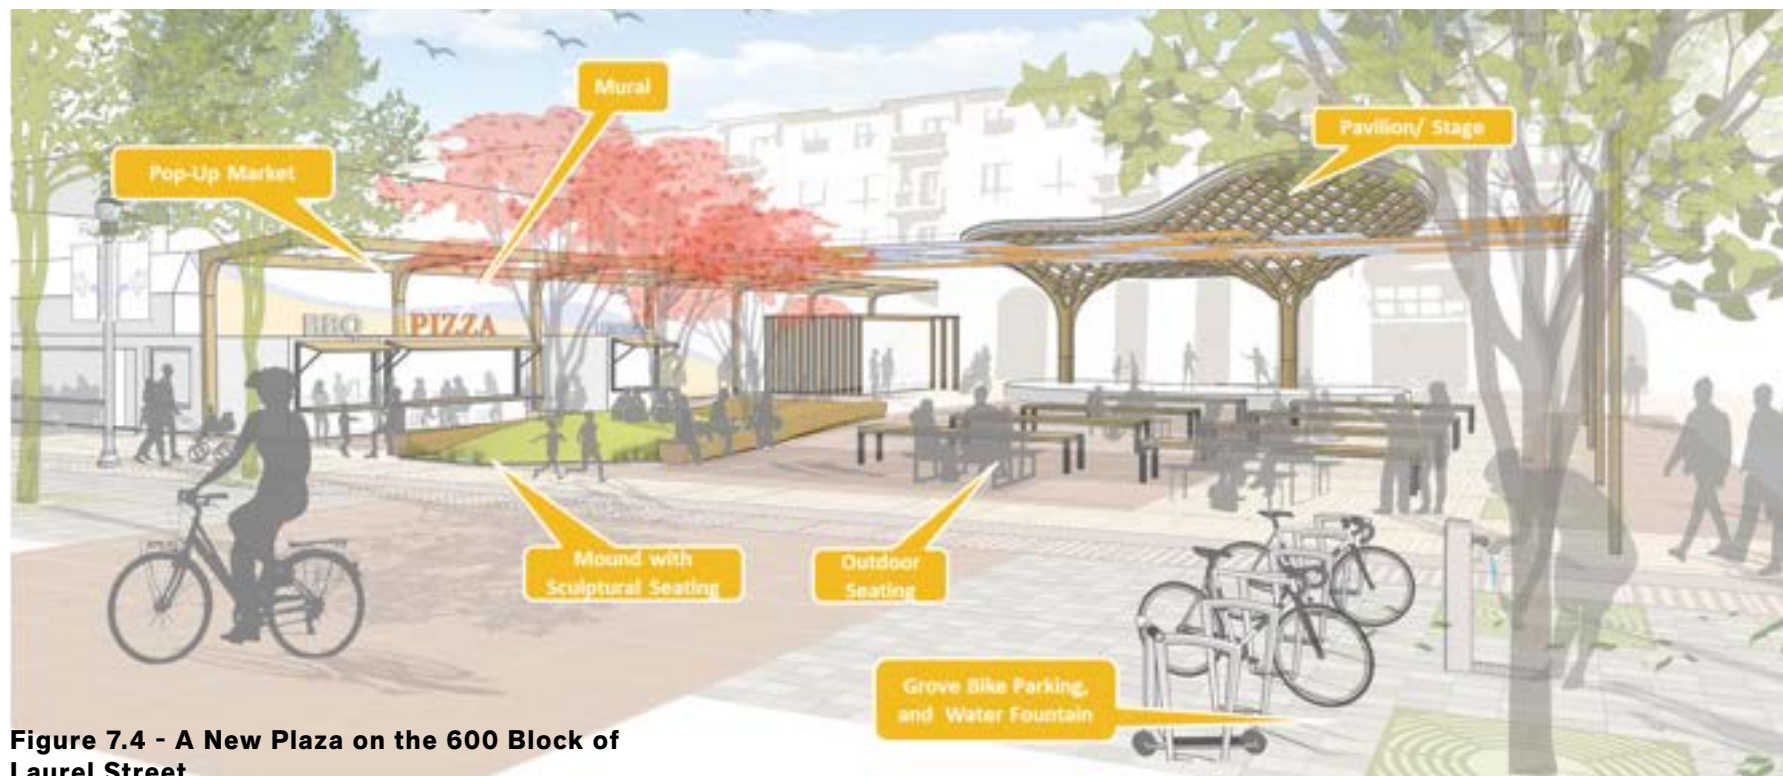 Mural
Pavilion/ Stage
Pop-Up Market
BBQ
PIZZA
Mound with
Sculptural Seating
Outdoor
Seating
Grove Bike Parking,
and Water Fountain
Figure 7.4 - A New Plaza on the 600 Block of
Laurel Street